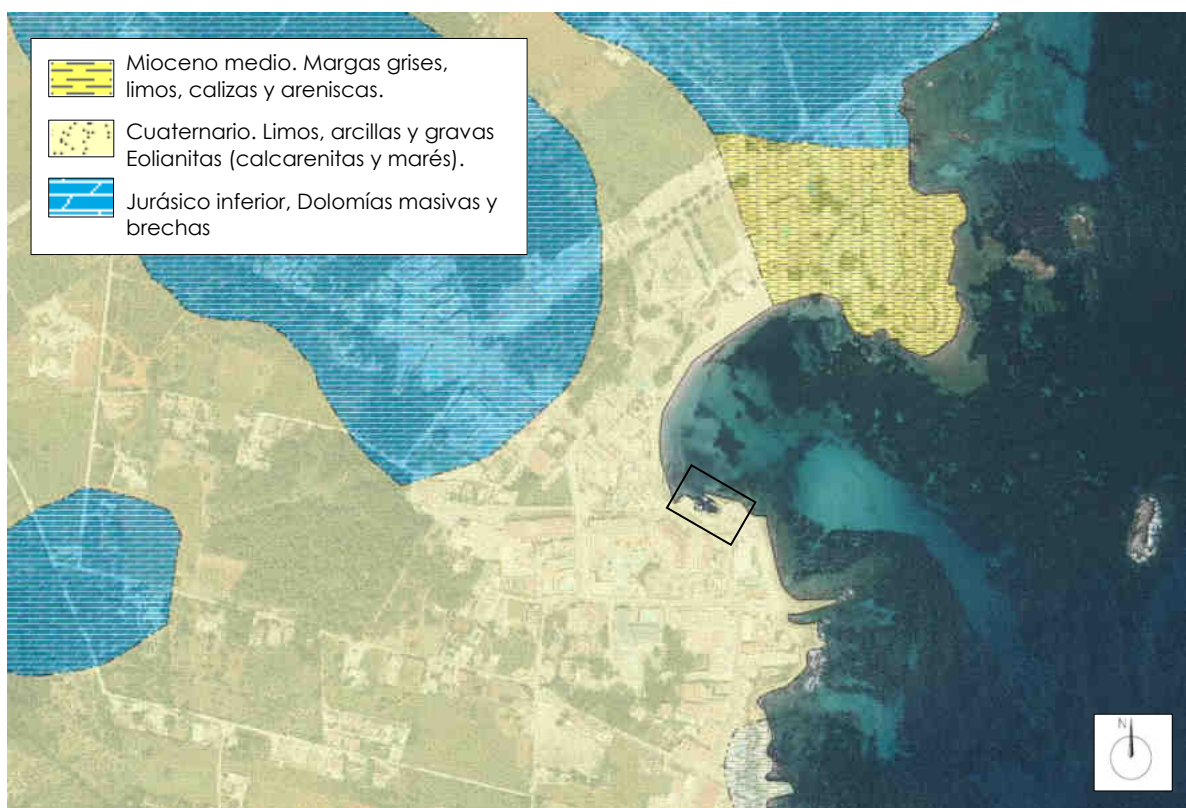 Mioceno medio. Margas grises,
limos, calizas y areniscas.
Cuaternario. Limos, arcillas y gravas
Eolianitas (calcarenitas y marés).
Jurásico inferior, Dolomías masivas y
brechas
N